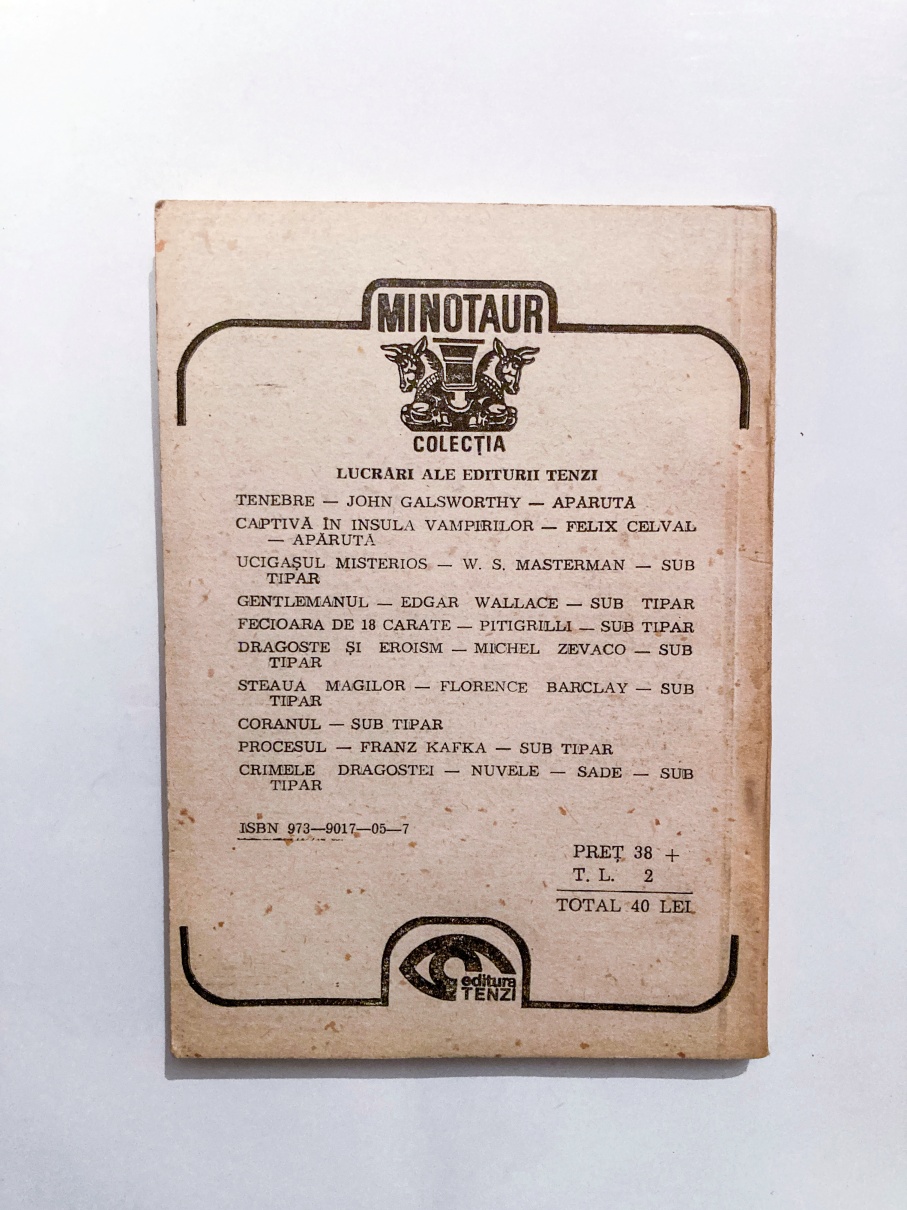 MINOTAUR
COLECȚIA
LUCRARI ALE EDITURII TENZI
TENEBRE — JOHN GALSWORTHY — APĂRUTĂ
CAPTIVĂ ÎN INSULA VAMPIRILOR — FELIX CELVAL
— APĂRUTĂ
UCIGAȘUL MISTERIOS — W. S. MASTERMAN — SUB
TIPAR
GENTLEMANUL — EDGAR WALLACE — SUB TIPAR
FECIOARA DE 18 CARATE — PITIGRILLI — SUB TIPAR
DRAGOSTE ȘI EROISM — MICHEL ZEVACO — SUB
TIPAR
STEAUA MAGILOR — FLORENCE BARCLAY — SUB
TIPAR
CORANUL — SUB TIPAR
PROCESUL — FRANZ KAFKA — SUB TIPAR
CRIMELE DRAGOSTEI — NUVELE — SADE — SUB
TIPAR
ISBN 973—9017—05—7
PREȚ 38 +
T. L. 2
TOTAL 40 LEI
editura
TENZI